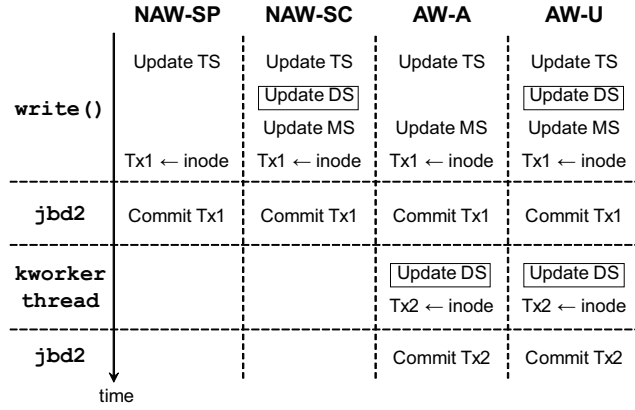 NAW-SP NAW-SC AW-A AW-U
Update TS Update TS Update TS Update TS
Update DS Update DS
write()
Update MS Update MS Update MS
Tx1 ← inode Tx1 ← inode Tx1 ← inode Tx1 ← inode
jbd2 Commit Tx1 Commit Tx1 Commit Tx1 Commit Tx1
kworker Update DS Update DS
thread Tx2 ← inode Tx2 ← inode
jbd2 Commit Tx2 Commit Tx2
time